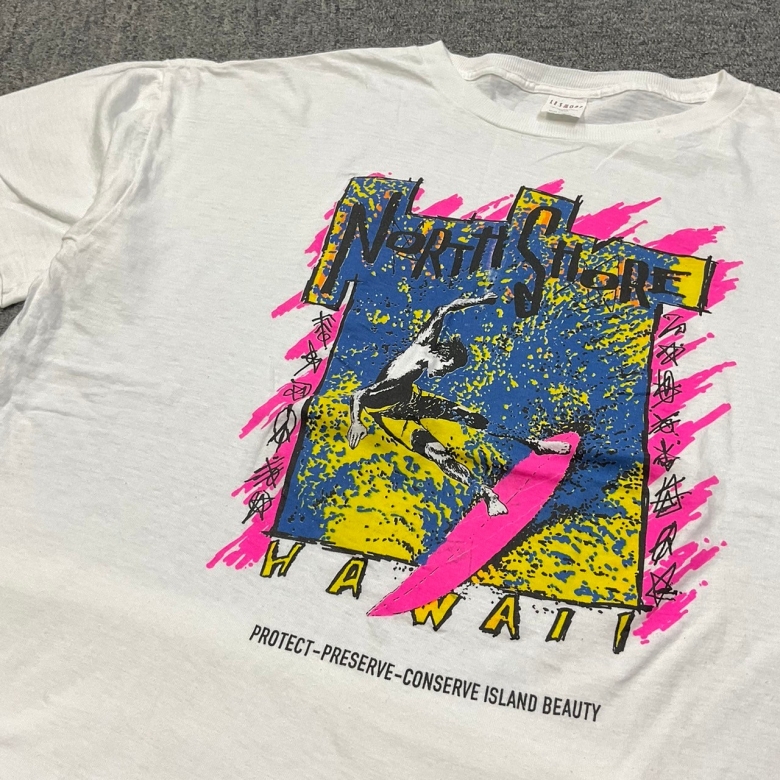 NORTH SHORE
HAWAII
PROTECT-PRESERVE-CONSERVE ISLAND BEAUTY